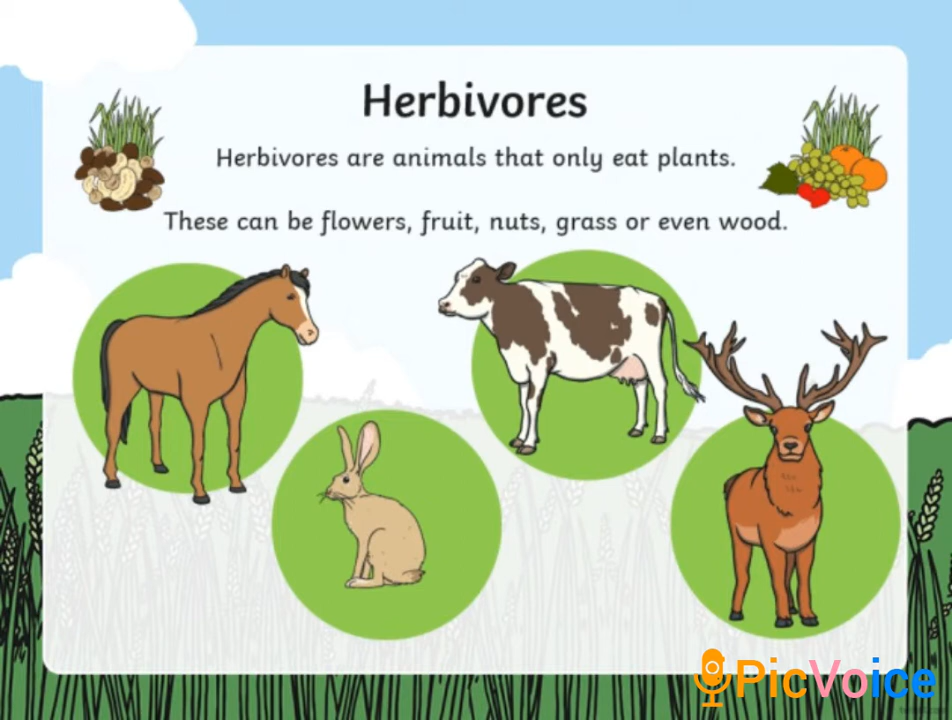 Herbivores
Herbivores are animals that only eat plants.
These can be flowers, fruit, nuts, grass or even wood.
PicVoice